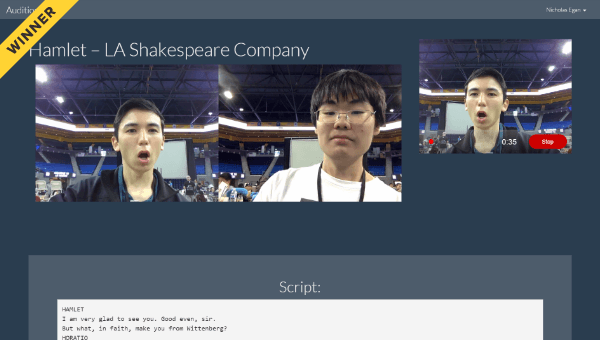 Audition
WINNER
Nicholas Egan
Hamlet – LA Shakespeare Company
0:35
Stop
Script:
HAMLET
I am very glad to see you. Good even, sir.
But what, in faith, make you from Wittenberg?
HORATIO